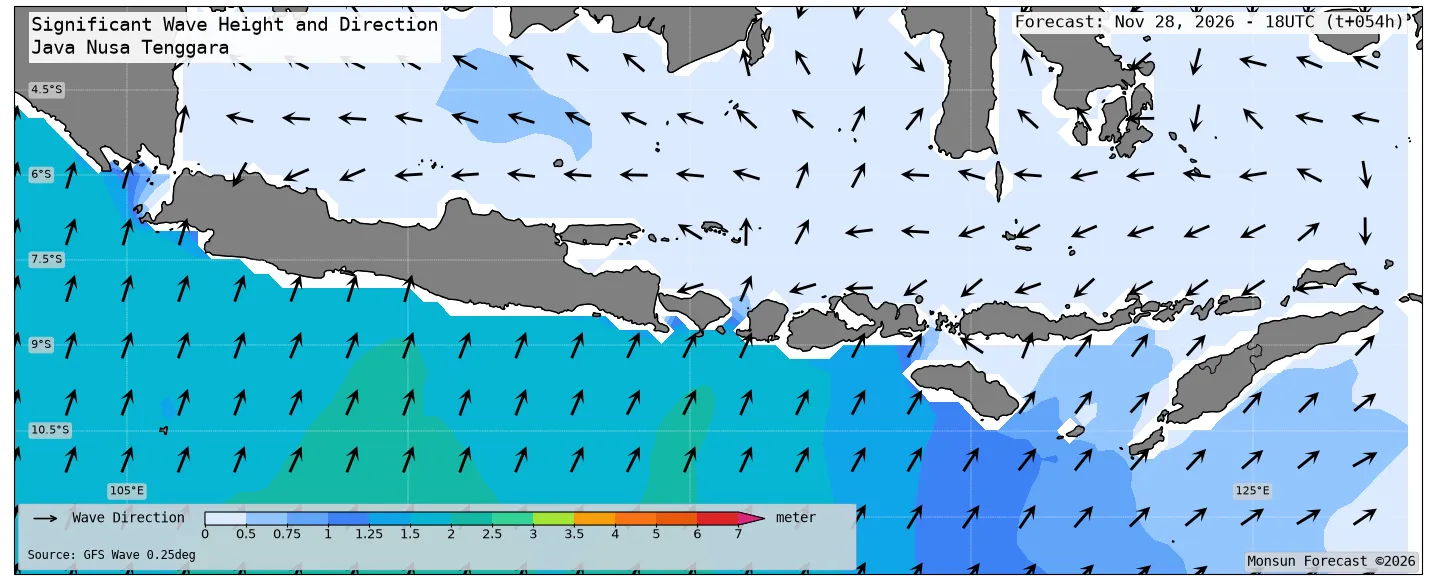 Significant Wave Height and Direction
Java Nusa Tenggara
Forecast: Nov 28, 2026 - 18UTC (t+054h)
4.5°S
6°S
7.5°S
9°S
10.5°S
105°E
125°E
Wave Direction
0 0.5 0.75 1 1.25 1.5 2 2.5 3 3.5 4 5 6 7
meter
Source: GFS Wave 0.25deg
Monsun Forecast ©2026